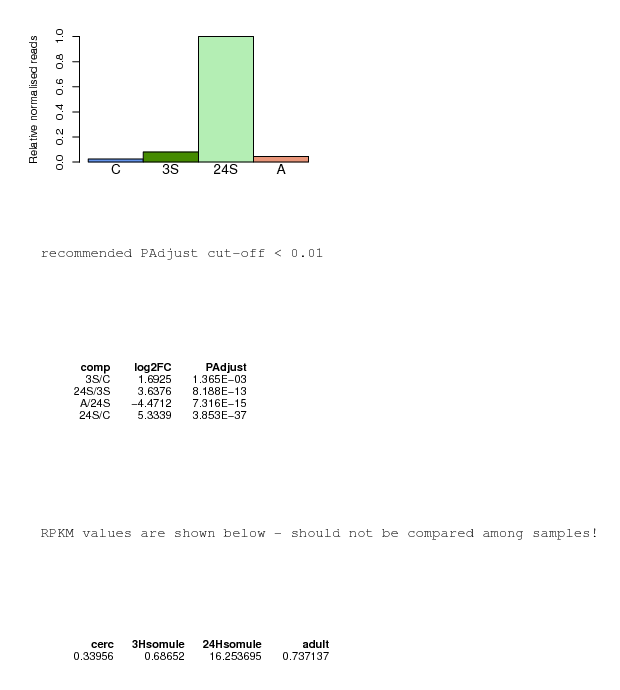 Relative normalised reads
1.0
0.8
0.6
0.4
0.2
0.0
C 3S 24S A
recommended PAdjust cut-off < 0.01
comp log2FC PAdjust
3S/C 1.6925 1.365E−03
24S/3S 3.6376 8.188E−13
A/24S −4.4712 7.316E−15
24S/C 5.3339 3.853E−37
RPKM values are shown below - should not be compared among samples!
cerc 3Hsomule 24Hsomule adult
0.33956 0.68652 16.253695 0.737137